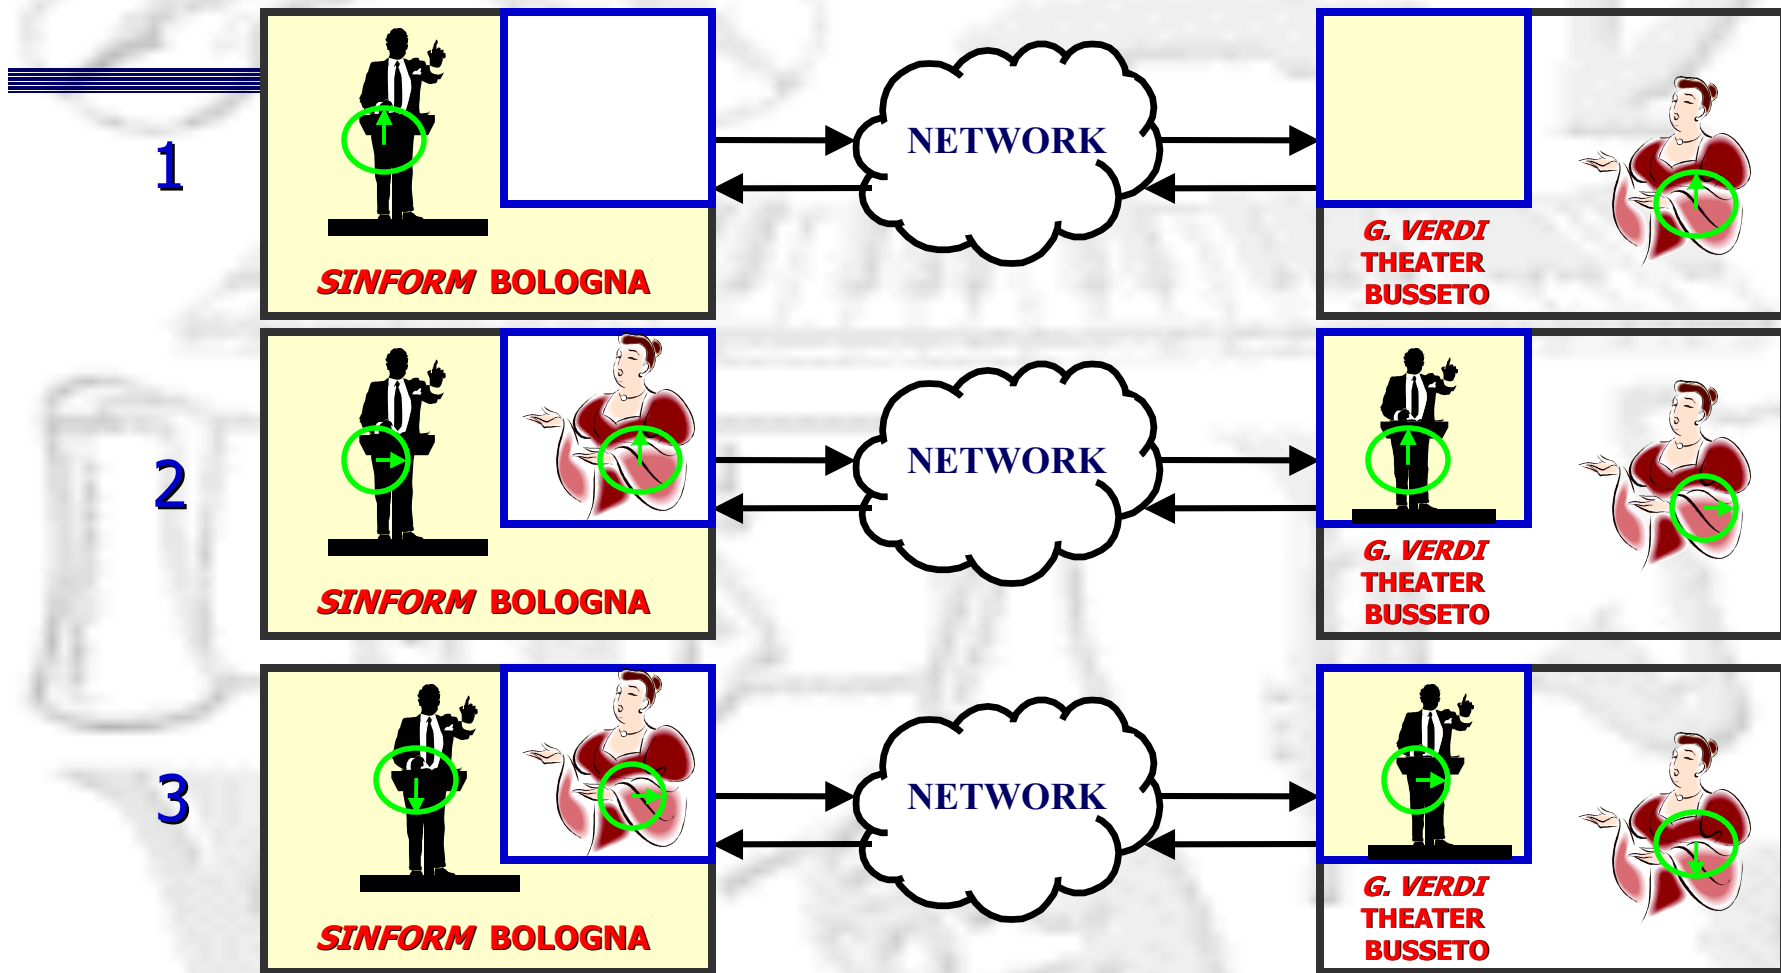 1
NETWORK
SINFORM BOLOGNA
G. VERDI
THEATER
BUSSETO
2
NETWORK
SINFORM BOLOGNA
G. VERDI
THEATER
BUSSETO
3
NETWORK
SINFORM BOLOGNA
G. VERDI
THEATER
BUSSETO